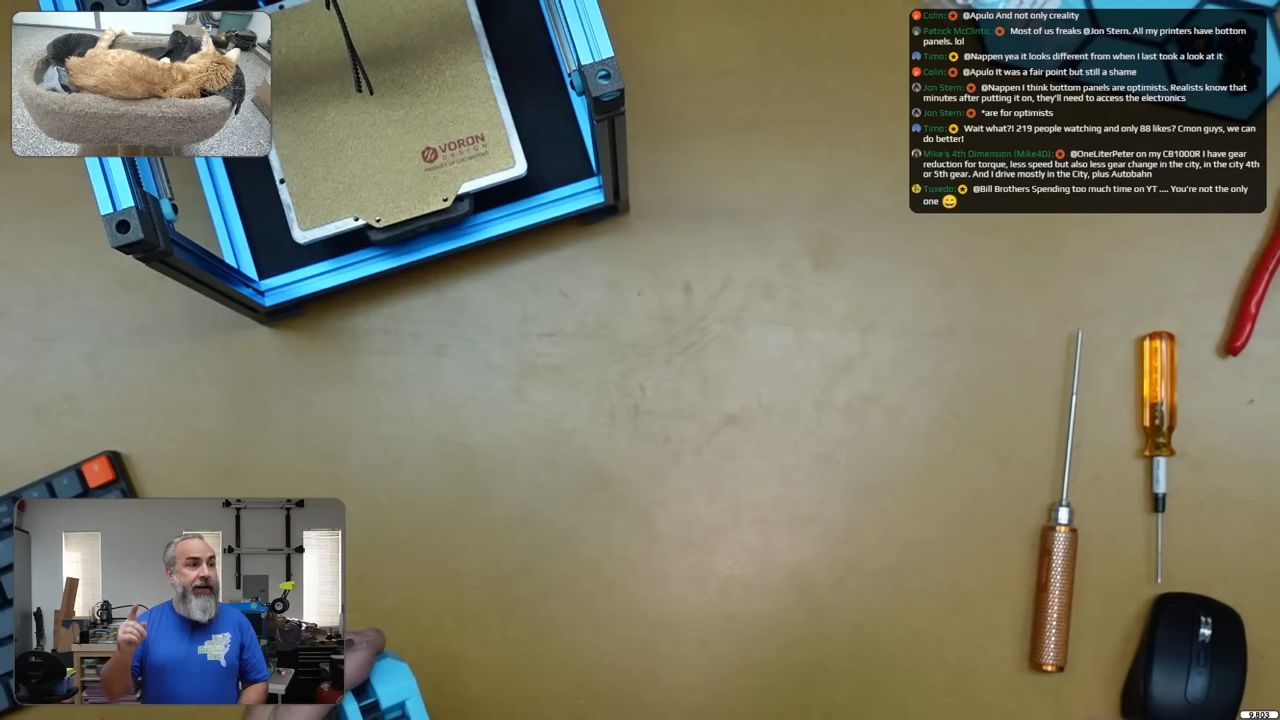 Colin: @Apulo And not only creality
Patrick McClintic: Most of us freaks @Jon Stern. All my printers have bottom
panels. lol
Timo: @Nappen yea it looks different from when I last took a look at it
Colin: @Apulo It was a fair point but still a shame
Jon Stern: @Nappen I think bottom panels are optimists. Realists know that
minutes after putting it on, they'll need to access the electronics
Jon Stern: *are for optimists
Timo: Wait what?! 219 people watching and only 88 likes? Cmon guys, we can
do better!
Mike's 4th Dimension (Mike4D): @OneLiterPeter on my CB1000R I have gear
reduction for torque, less speed but also less gear change in the city, in the city 4th
or 5th gear. And I drive mostly in the City, plus Autobahn
Tuxedo: @Bill Brothers Spending too much time on YT .... You're not the only
one
VORON
DESIGN
9,803